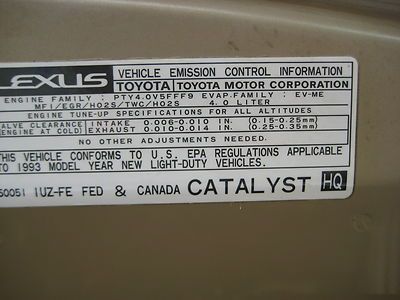 LEXUS VEHICLE EMISSION CONTROL INFORMATION
TOYOTA TOYOTA MOTOR CORPORATION
ENGINE FAMILY : PTY4.0V5FFF9 EVAP·FAMILY : EV-ME
MFI/EGR/HO2S/TWC/HO2S 4.0 LITER
ENGINE TUNE-UP SPECIFICATIONS FOR ALL ALTITUDES
VALVE CLEARANCE INTAKE 0.006-0.010 IN. (0.15-0.25mm)
(ENGINE AT COLD) EXHAUST 0.010-0.014 IN. (0.25-0.35mm)
NO OTHER ADJUSTMENTS NEEDED.
THIS VEHICLE CONFORMS TO U.S. EPA REGULATIONS APPLICABLE
TO 1993 MODEL YEAR NEW LIGHT-DUTY VEHICLES.
50051 1UZ-FE FED & CANADA CATALYST HQ